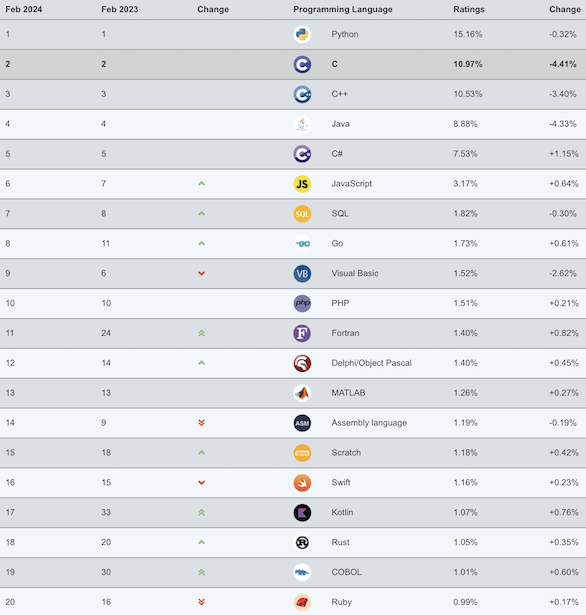 Feb 2024 Feb 2023 Change Programming Language Ratings Change
1 1 Python 15.16% -0.32%
2 2 C C 10.97% -4.41%
3 3 C++ 10.53% -3.40%
4 4 Java 8.88% -4.33%
5 5 C C# 7.53% +1.15%
6 7 JS JavaScript 3.17% +0.64%
7 8 SQL SQL 1.82% -0.30%
8 11 GO Go 1.73% +0.61%
9 6 VB Visual Basic 1.52% -2.62%
10 10 php PHP 1.51% +0.21%
11 24 F Fortran 1.40% +0.82%
12 14 Delphi/Object Pascal 1.40% +0.45%
13 13 MATLAB 1.26% +0.27%
14 9 ASM Assembly language 1.19% -0.19%
15 18 Scratch 1.18% +0.42%
16 15 Swift 1.16% +0.23%
17 33 Kotlin 1.07% +0.76%
18 20 R Rust 1.05% +0.35%
19 30 COBOL 1.01% +0.60%
20 16 Ruby 0.99% +0.17%